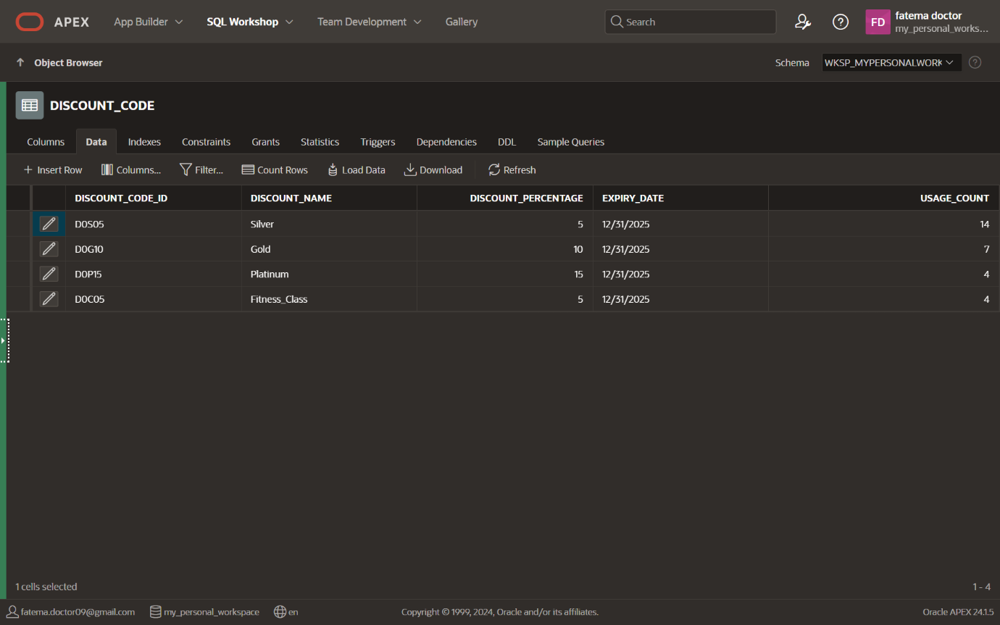 APEX App Builder SQL Workshop Team Development Gallery Search FD fatema doctor
my_personal_works...
Object Browser Schema WKSP_MYPERSONALWORK
DISCOUNT_CODE
Columns Data Indexes Constraints Grants Statistics Triggers Dependencies DDL Sample Queries
Insert Row Columns... Filter... Count Rows Load Data Download Refresh
DISCOUNT_CODE_ID DISCOUNT_NAME DISCOUNT_PERCENTAGE EXPIRY_DATE USAGE_COUNT
D0S05 Silver 5 12/31/2025 14
D0G10 Gold 10 12/31/2025 7
D0P15 Platinum 15 12/31/2025 4
D0C05 Fitness_Class 5 12/31/2025 4
1 cells selected 1 - 4
fatema.doctor09@gmail.com my_personal_workspace en Copyright © 1999, 2024, Oracle and/or its affiliates. Oracle APEX 24.1.5